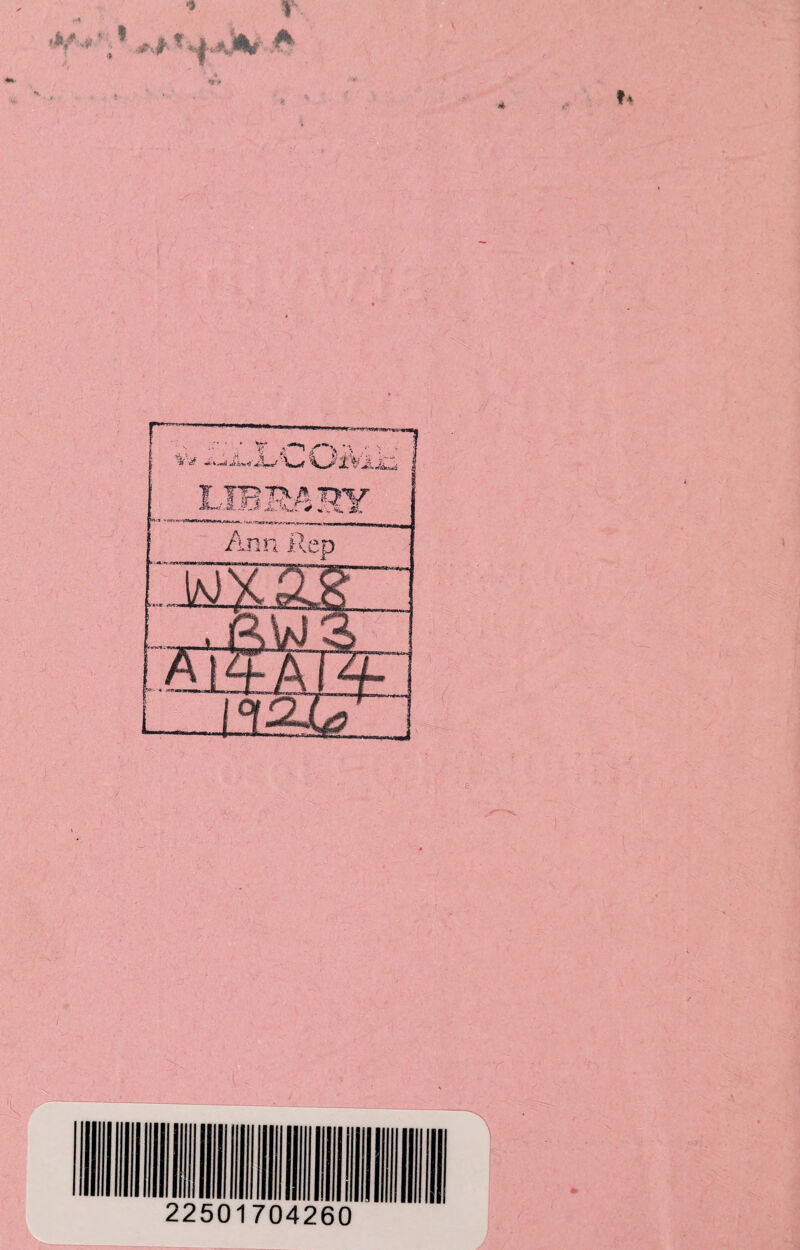 WELLCOME
LIBRARY
Ann Rep
WX28
.BW3
A14A14
1926
22501704260